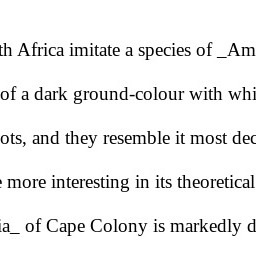 th Africa imitate a species of _Am
of a dark ground-colour with whi
ots, and they resemble it most dec
more interesting in its theoretical
ia_ of Cape Colony is markedly d